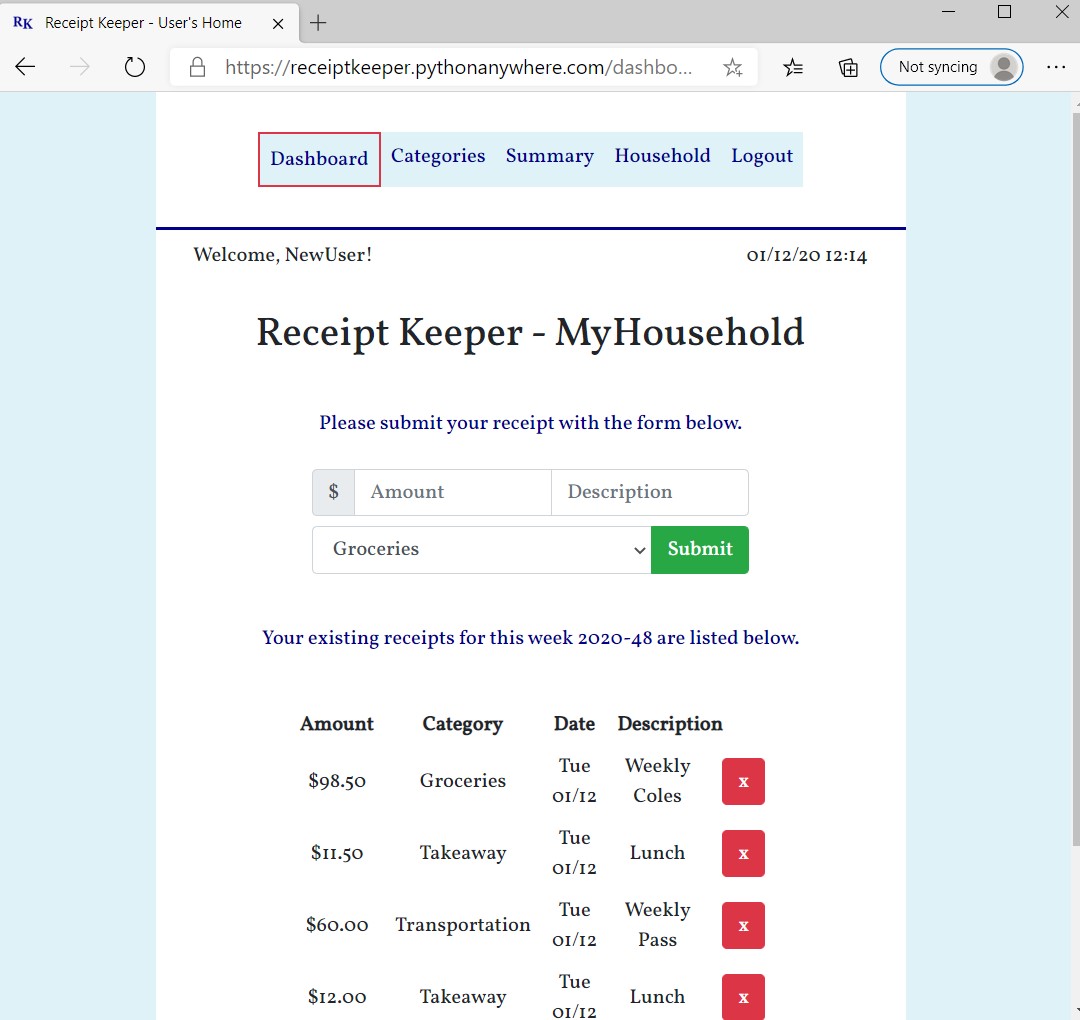 RK Receipt Keeper - User's Home
https://receiptkeeper.pythonanywhere.com/dashbo... Not syncing
Dashboard Categories Summary Household Logout
Welcome, NewUser! 01/12/20 12:14
Receipt Keeper - MyHousehold
Please submit your receipt with the form below.
$ Amount Description
Groceries Submit
Your existing receipts for this week 2020-48 are listed below.
Amount Category Date Description
$98.50 Groceries Tue 01/12 Weekly Coles x
$11.50 Takeaway Tue 01/12 Lunch x
$60.00 Transportation Tue 01/12 Weekly Pass x
$12.00 Takeaway Tue 01/12 Lunch x